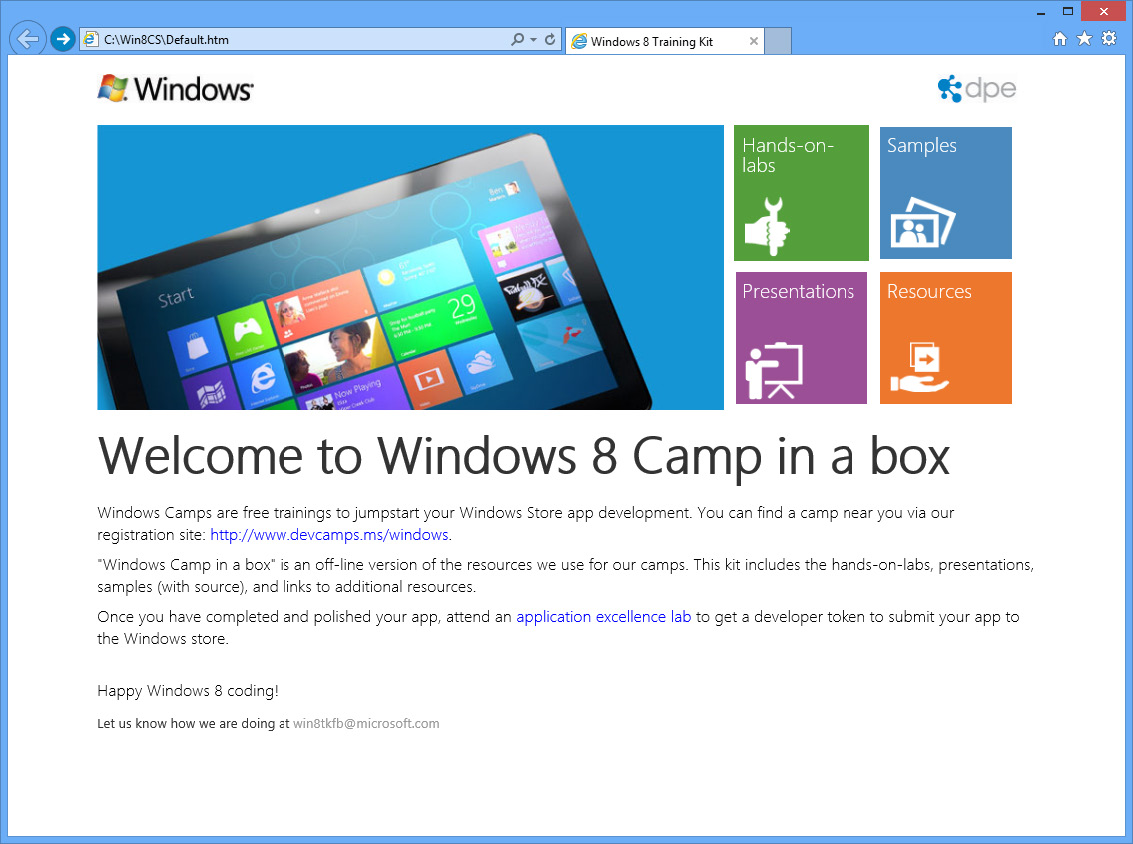 C:\Win8CS\Default.htm
Windows 8 Training Kit
Windows
dpe
Hands-on-
labs
Samples
Presentations
Resources
Start
Ben
29
Now Playing
Welcome to Windows 8 Camp in a box
Windows Camps are free trainings to jumpstart your Windows Store app development. You can find a camp near you via our
registration site: http://www.devcamps.ms/windows.
"Windows Camp in a box" is an off-line version of the resources we use for our camps. This kit includes the hands-on-labs, presentations,
samples (with source), and links to additional resources.
Once you have completed and polished your app, attend an application excellence lab to get a developer token to submit your app to
the Windows store.
Happy Windows 8 coding!
Let us know how we are doing at win8tkfb@microsoft.com